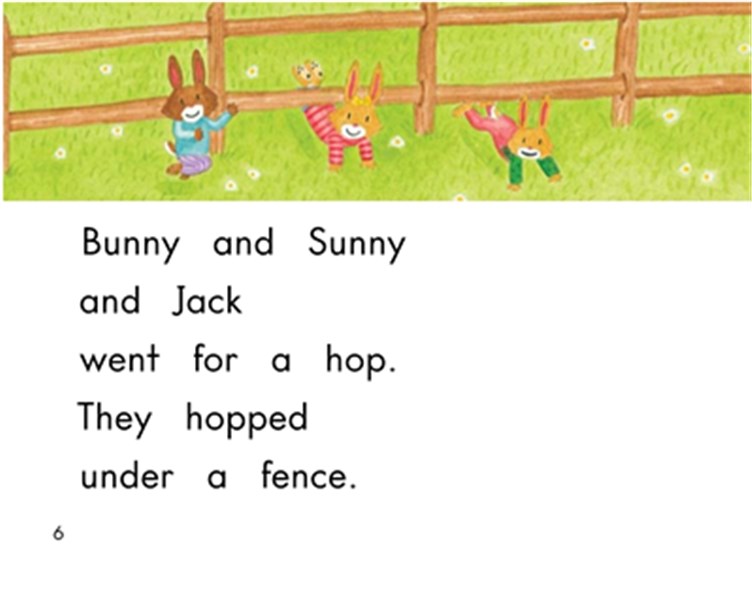 Bunny and Sunny
and Jack
went for a hop.
They hopped
under a fence.
6